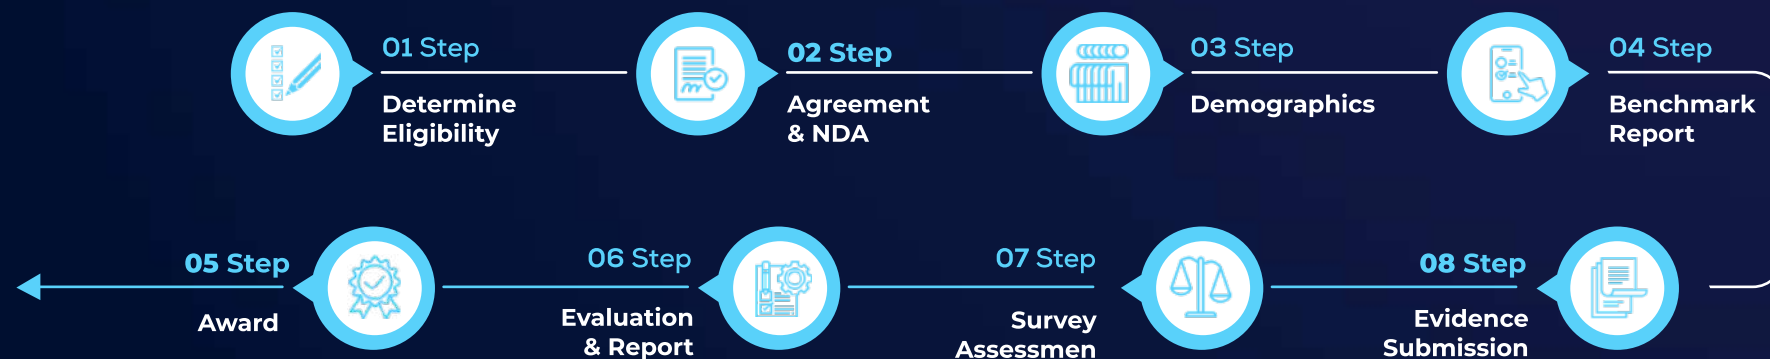 01 Step
Determine
Eligibility
02 Step
Agreement
& NDA
03 Step
Demographics
04 Step
Benchmark
Report
05 Step
Award
06 Step
Evaluation
& Report
07 Step
Survey
Assessmen
08 Step
Evidence
Submission